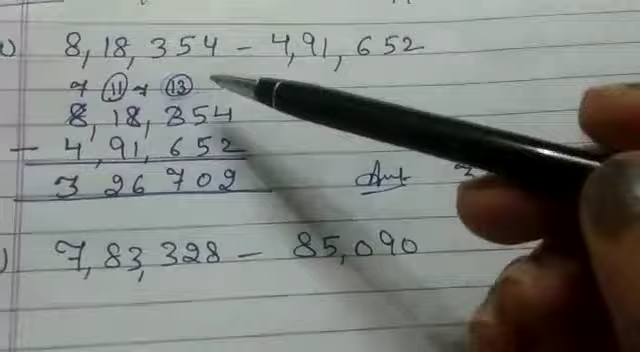 8,18,354 - 4,91,652
7 11 7 13
8,18,354
- 4,91,652
3 26 702 Ans
7,83,328 - 85,090